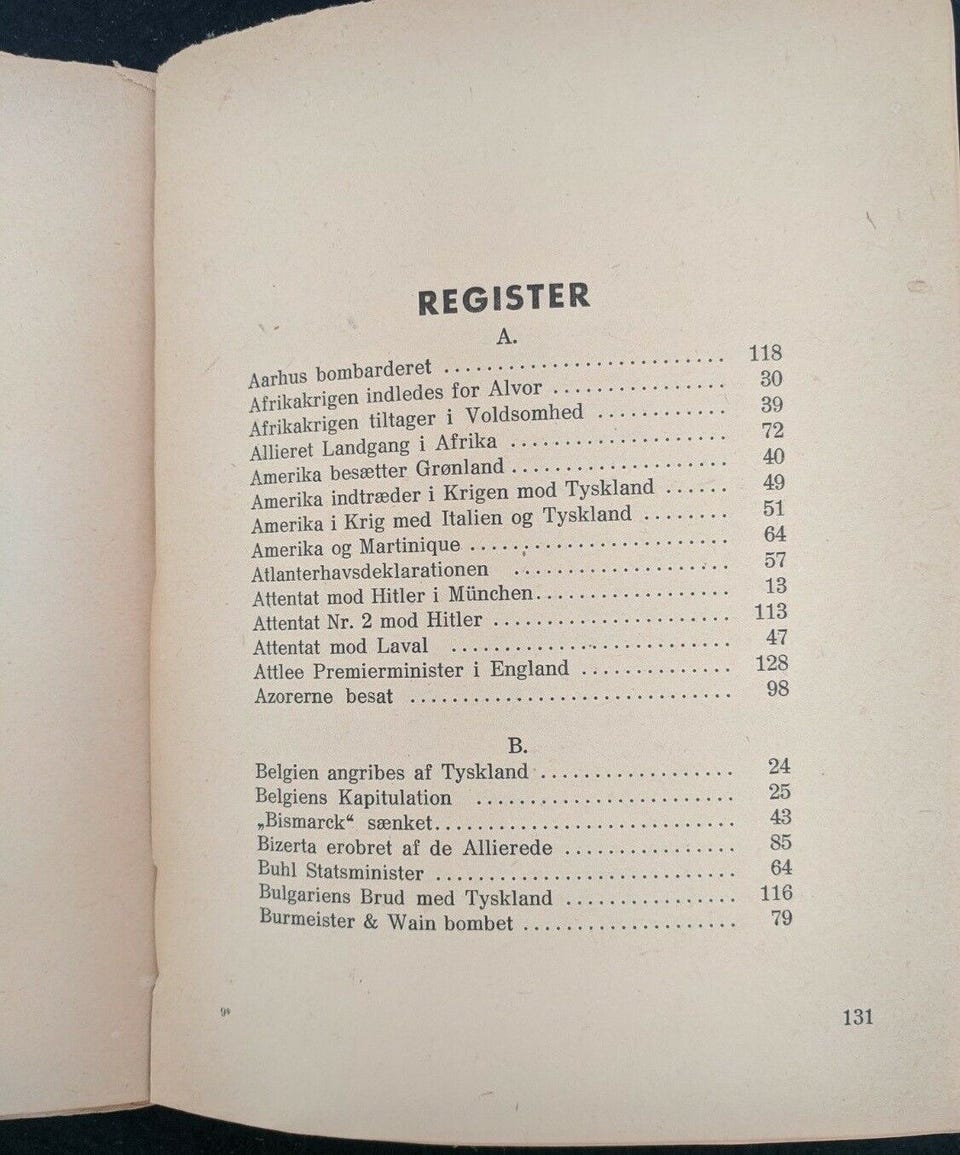 REGISTER
A.
Aarhus bombarderet ........................... 118
Afrikakrigen indledes for Alvor ................ 30
Afrikakrigen tiltager i Voldsomhed ............ 39
Allieret Landgang i Afrika .................... 72
Amerika besætter Grønland .................... 40
Amerika indtræder i Krigen mod Tyskland ...... 49
Amerika i Krig med Italien og Tyskland ........ 51
Amerika og Martinique ........................ 64
Atlanterhavsdeklarationen .................... 57
Attentat mod Hitler i München.................. 13
Attentat Nr. 2 mod Hitler ...................... 113
Attentat mod Laval .......................... 47
Attlee Premierminister i England .............. 128
Azorerne besat .............................. 98
B.
Belgien angribes af Tyskland .................. 24
Belgiens Kapitulation ........................ 25
„Bismarck“ sænket............................ 43
Bizerta erobret af de Allierede ................ 85
Buhl Statsminister ............................ 64
Bulgariens Brud med Tyskland ................ 116
Burmeister & Wain bombet .................... 79
9* 131